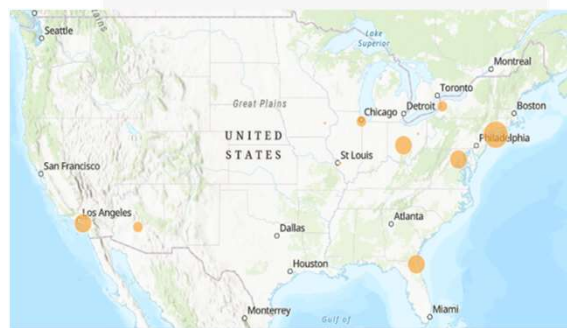 Seattle
Plains
Lake
Superior
Montreal
Toronto
Great Plains
Chicago
Detroit
Boston
UNITED
STATES
Philadelphia
St Louis
San Francisco
Los Angeles
Atlanta
Dallas
Houston
Miami
Monterrey
Gulf of